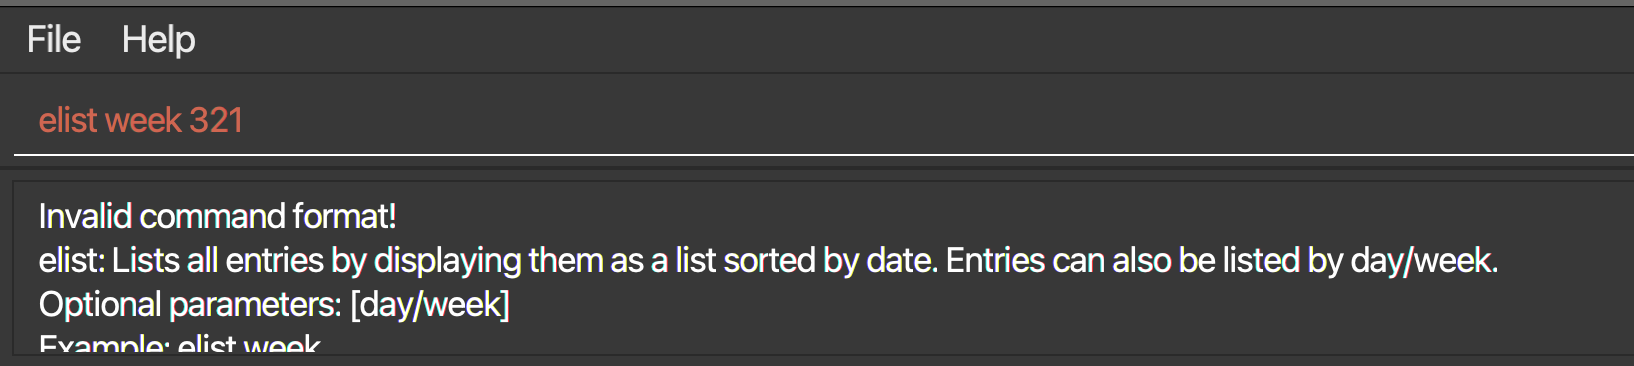 File Help
elist week 321
Invalid command format!
elist: Lists all entries by displaying them as a list sorted by date. Entries can also be listed by day/week.
Optional parameters: [day/week]
Example: elist week